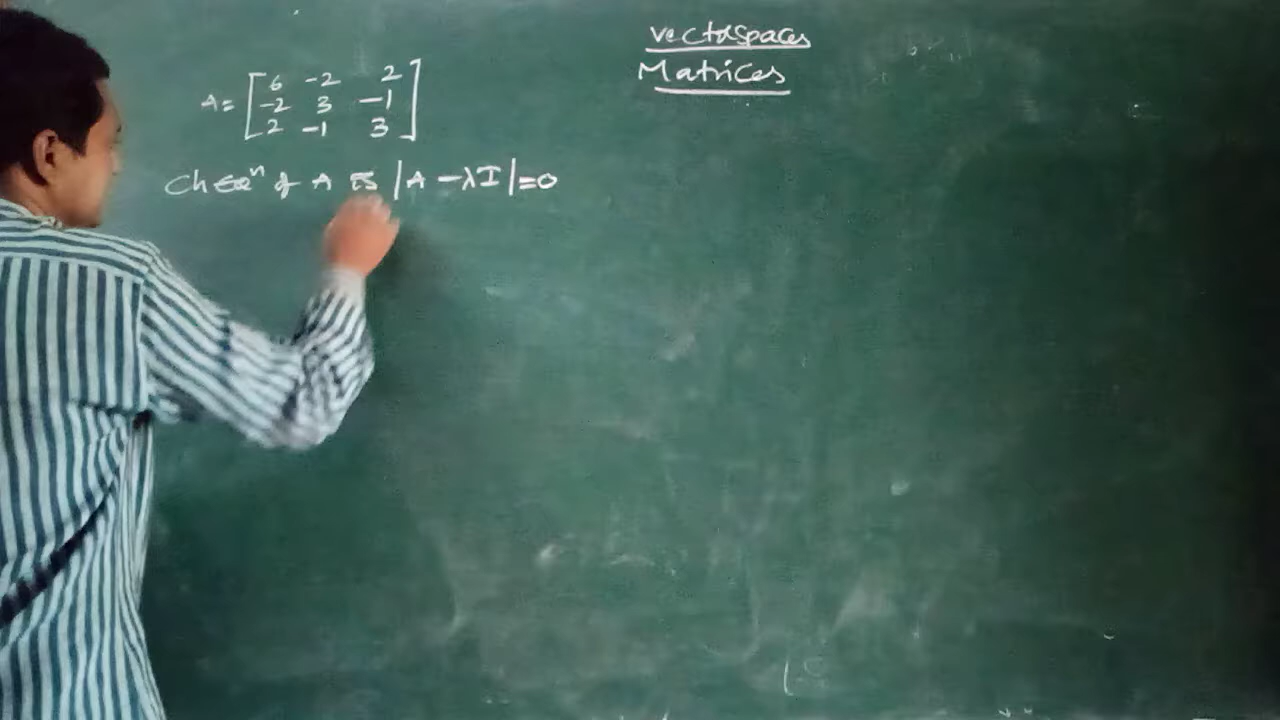 vectorspaces
Matrices
A = [ 6 -2 2
-2 3 -1
2 -1 3 ]
Ch eqⁿ of A is |A - λI| = 0